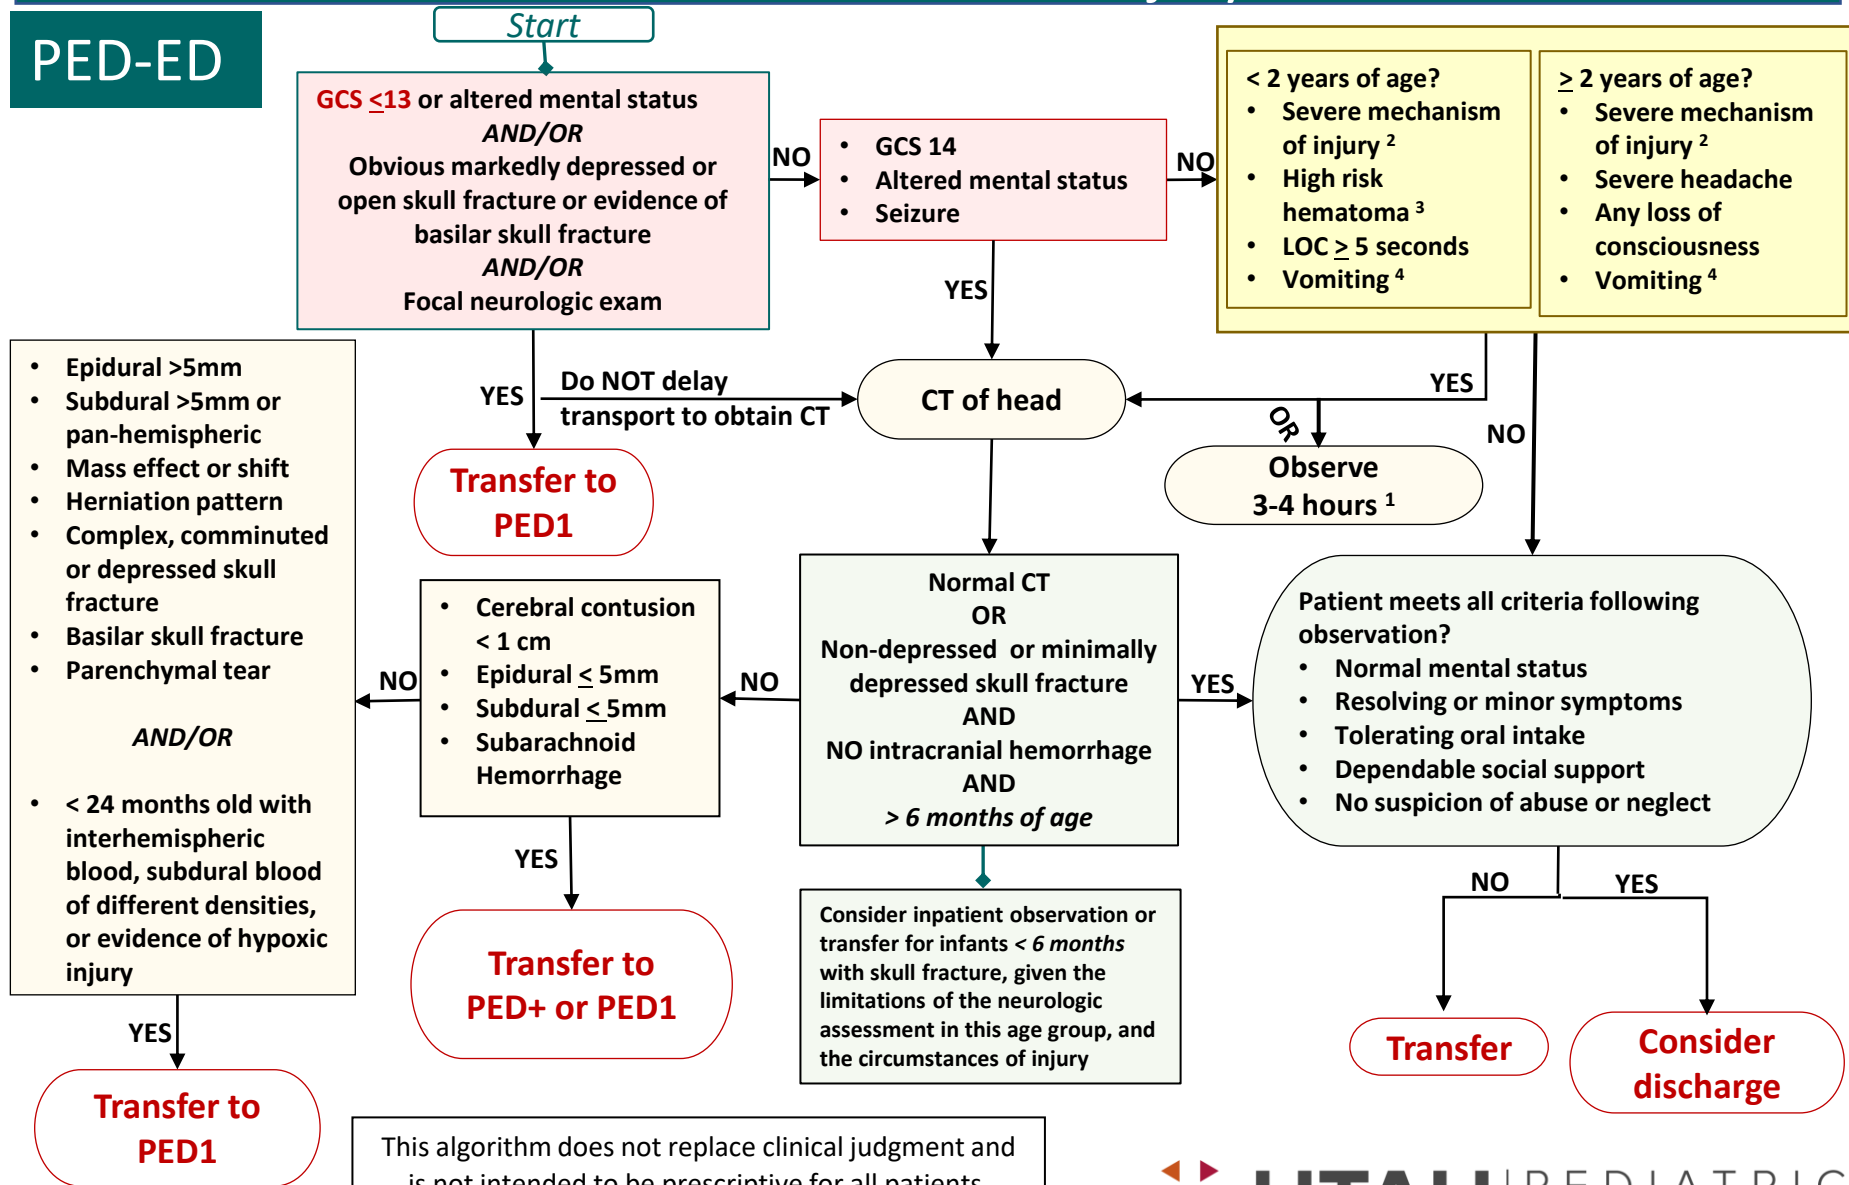 PED-ED
Start
GCS <13 or altered mental status
AND/OR
Obvious markedly depressed or
open skull fracture or evidence of
basilar skull fracture
AND/OR
Focal neurologic exam
NO
• GCS 14
• Altered mental status
• Seizure
NO
< 2 years of age?
• Severe mechanism
of injury 2
• High risk
hematoma 3
• LOC > 5 seconds
• Vomiting 4
> 2 years of age?
• Severe mechanism
of injury 2
• Severe headache
• Any loss of
consciousness
• Vomiting 4
YES
Do NOT delay
transport to obtain CT
YES
CT of head
YES
OR
NO
Observe
3-4 hours 1
Transfer to
PED1
• Epidural >5mm
• Subdural >5mm or
pan-hemispheric
• Mass effect or shift
• Herniation pattern
• Complex, comminuted
or depressed skull
fracture
• Basilar skull fracture
• Parenchymal tear
AND/OR
• < 24 months old with
interhemispheric
blood, subdural blood
of different densities,
or evidence of hypoxic
injury
NO
• Cerebral contusion
< 1 cm
• Epidural < 5mm
• Subdural < 5mm
• Subarachnoid
Hemorrhage
NO
Normal CT
OR
Non-depressed or minimally
depressed skull fracture
AND
NO intracranial hemorrhage
AND
> 6 months of age
YES
Patient meets all criteria following
observation?
• Normal mental status
• Resolving or minor symptoms
• Tolerating oral intake
• Dependable social support
• No suspicion of abuse or neglect
YES
Transfer to
PED+ or PED1
Consider inpatient observation or
transfer for infants < 6 months
with skull fracture, given the
limitations of the neurologic
assessment in this age group, and
the circumstances of injury
NO
YES
Transfer
Consider
discharge
YES
Transfer to
PED1
This algorithm does not replace clinical judgment and
is not intended to be prescriptive for all patients
UTAH PEDIATRIC